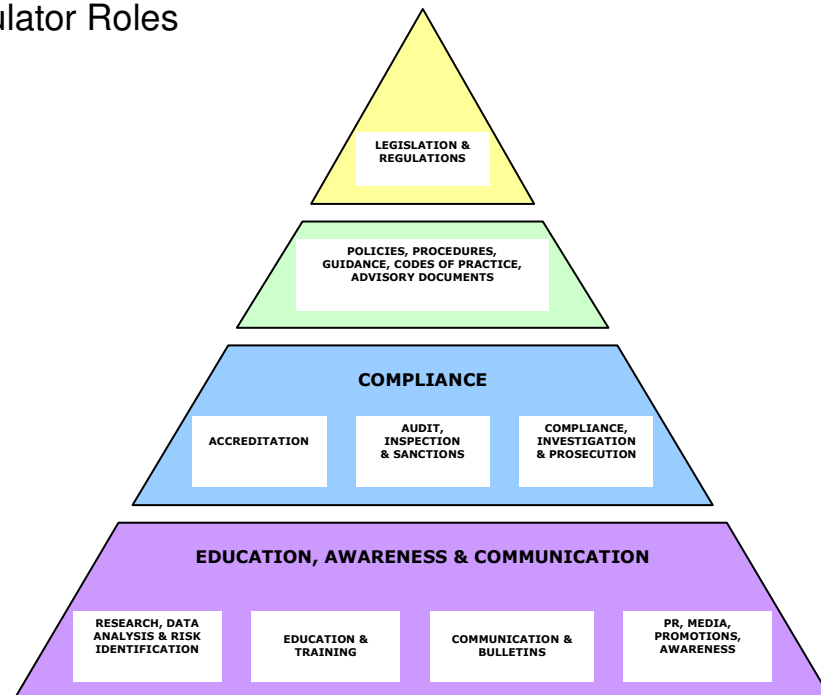 ulator Roles
LEGISLATION &
REGULATIONS
POLICIES, PROCEDURES,
GUIDANCE, CODES OF PRACTICE,
ADVISORY DOCUMENTS
COMPLIANCE
ACCREDITATION
AUDIT,
INSPECTION
& SANCTIONS
COMPLIANCE,
INVESTIGATION
& PROSECUTION
EDUCATION, AWARENESS & COMMUNICATION
RESEARCH, DATA
ANALYSIS & RISK
IDENTIFICATION
EDUCATION &
TRAINING
COMMUNICATION &
BULLETINS
PR, MEDIA,
PROMOTIONS,
AWARENESS